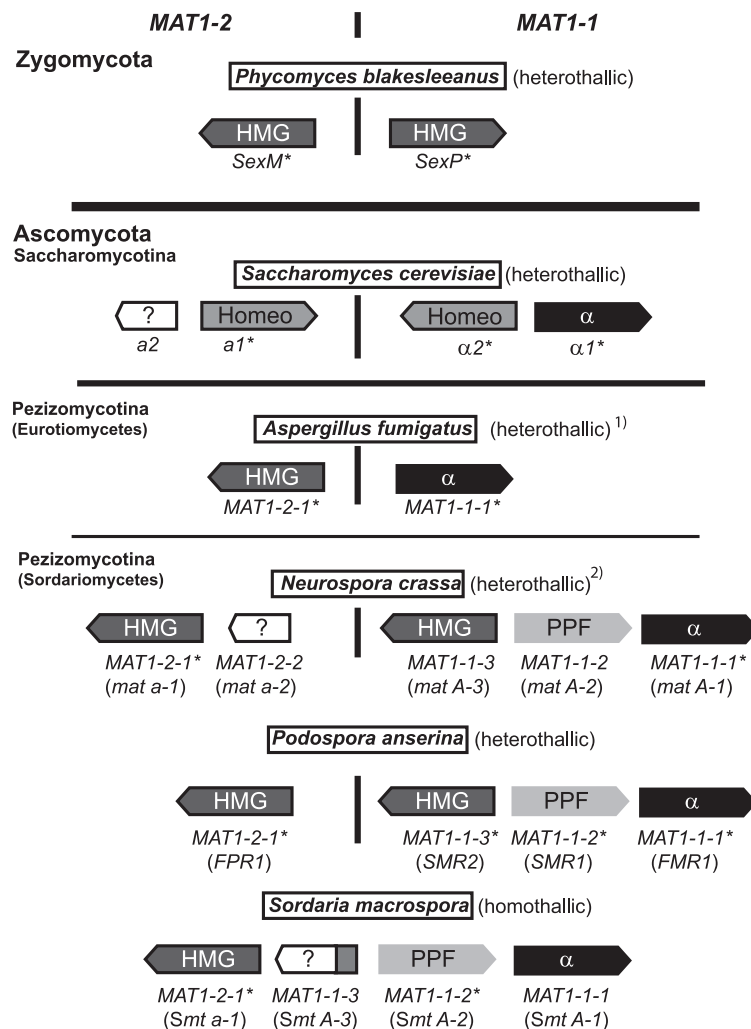 MAT1-2 MAT1-1
Zygomycota
Phycomyces blakesleeanus (heterothallic)
HMG HMG
SexM* SexP*
Ascomycota
Saccharomycotina
Saccharomyces cerevisiae (heterothallic)
? Homeo Homeo α
a2 a1* α2* α1*
Pezizomycotina
(Eurotiomycetes)
Aspergillus fumigatus (heterothallic) 1)
HMG α
MAT1-2-1* MAT1-1-1*
Pezizomycotina
(Sordariomycetes)
Neurospora crassa (heterothallic)2)
HMG ? HMG PPF α
MAT1-2-1* MAT1-2-2 MAT1-1-3 MAT1-1-2 MAT1-1-1*
(mat a-1) (mat a-2) (mat A-3) (mat A-2) (mat A-1)
Podospora anserina (heterothallic)
HMG HMG PPF α
MAT1-2-1* MAT1-1-3* MAT1-1-2* MAT1-1-1*
(FPR1) (SMR2) (SMR1) (FMR1)
Sordaria macrospora (homothallic)
HMG ? PPF α
MAT1-2-1* MAT1-1-3 MAT1-1-2* MAT1-1-1
(Smt a-1) (Smt A-3) (Smt A-2) (Smt A-1)